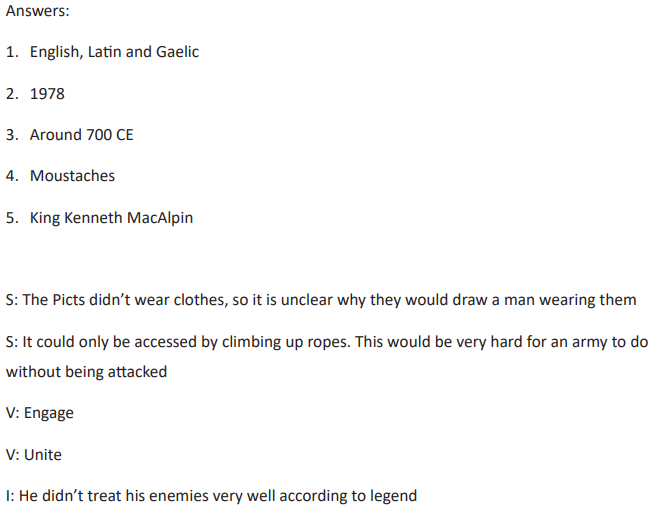 Answers:
1. English, Latin and Gaelic
2. 1978
3. Around 700 CE
4. Moustaches
5. King Kenneth MacAlpin
S: The Picts didn’t wear clothes, so it is unclear why they would draw a man wearing them
S: It could only be accessed by climbing up ropes. This would be very hard for an army to do
without being attacked
V: Engage
V: Unite
I: He didn’t treat his enemies very well according to legend